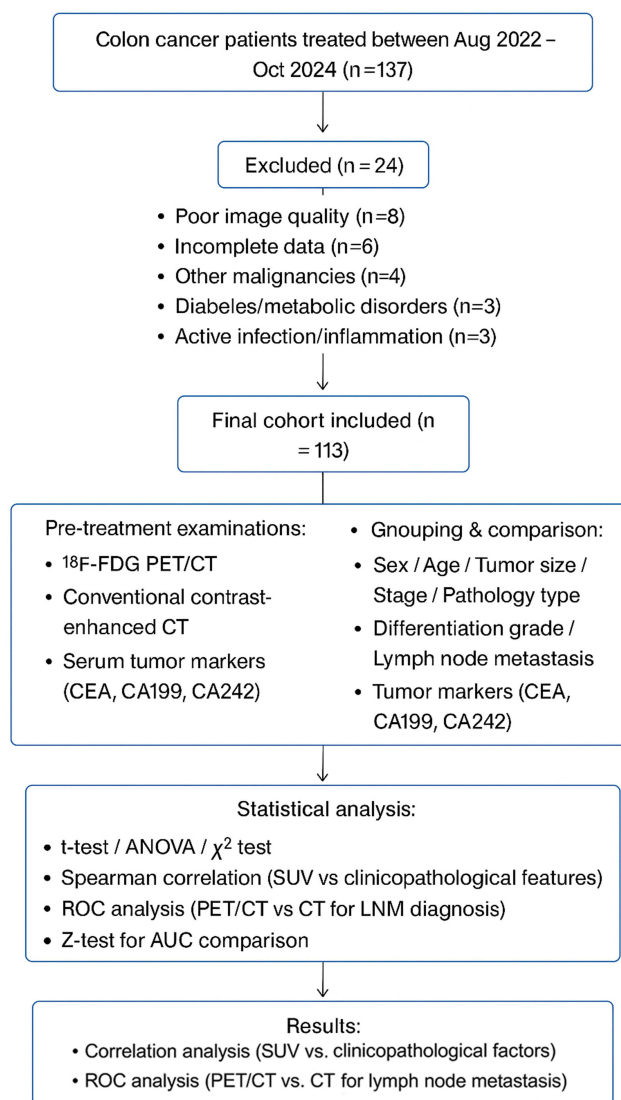 Colon cancer patients treated between Aug 2022 –
Oct 2024 (n=137)
Excluded (n = 24)
• Poor image quality (n=8)
• Incomplete data (n=6)
• Other malignancies (n=4)
• Diabeles/metabolic disorders (n=3)
• Active infection/inflammation (n=3)
Final cohort included (n
= 113)
Pre-treatment examinations:
• ¹⁸F-FDG PET/CT
• Conventional contrast-
enhanced CT
• Serum tumor markers
(CEA, CA199, CA242)
• Gnouping & comparison:
• Sex / Age / Tumor size /
Stage / Pathology type
• Differentiation grade /
Lymph node metastasis
• Tumor markers (CEA,
CA199, CA242)
Statistical analysis:
• t-test / ANOVA / χ² test
• Spearman correlation (SUV vs clinicopathological features)
• ROC analysis (PET/CT vs CT for LNM diagnosis)
• Z-test for AUC comparison
Results:
• Correlation analysis (SUV vs. clinicopathological factors)
• ROC analysis (PET/CT vs. CT for lymph node metastasis)